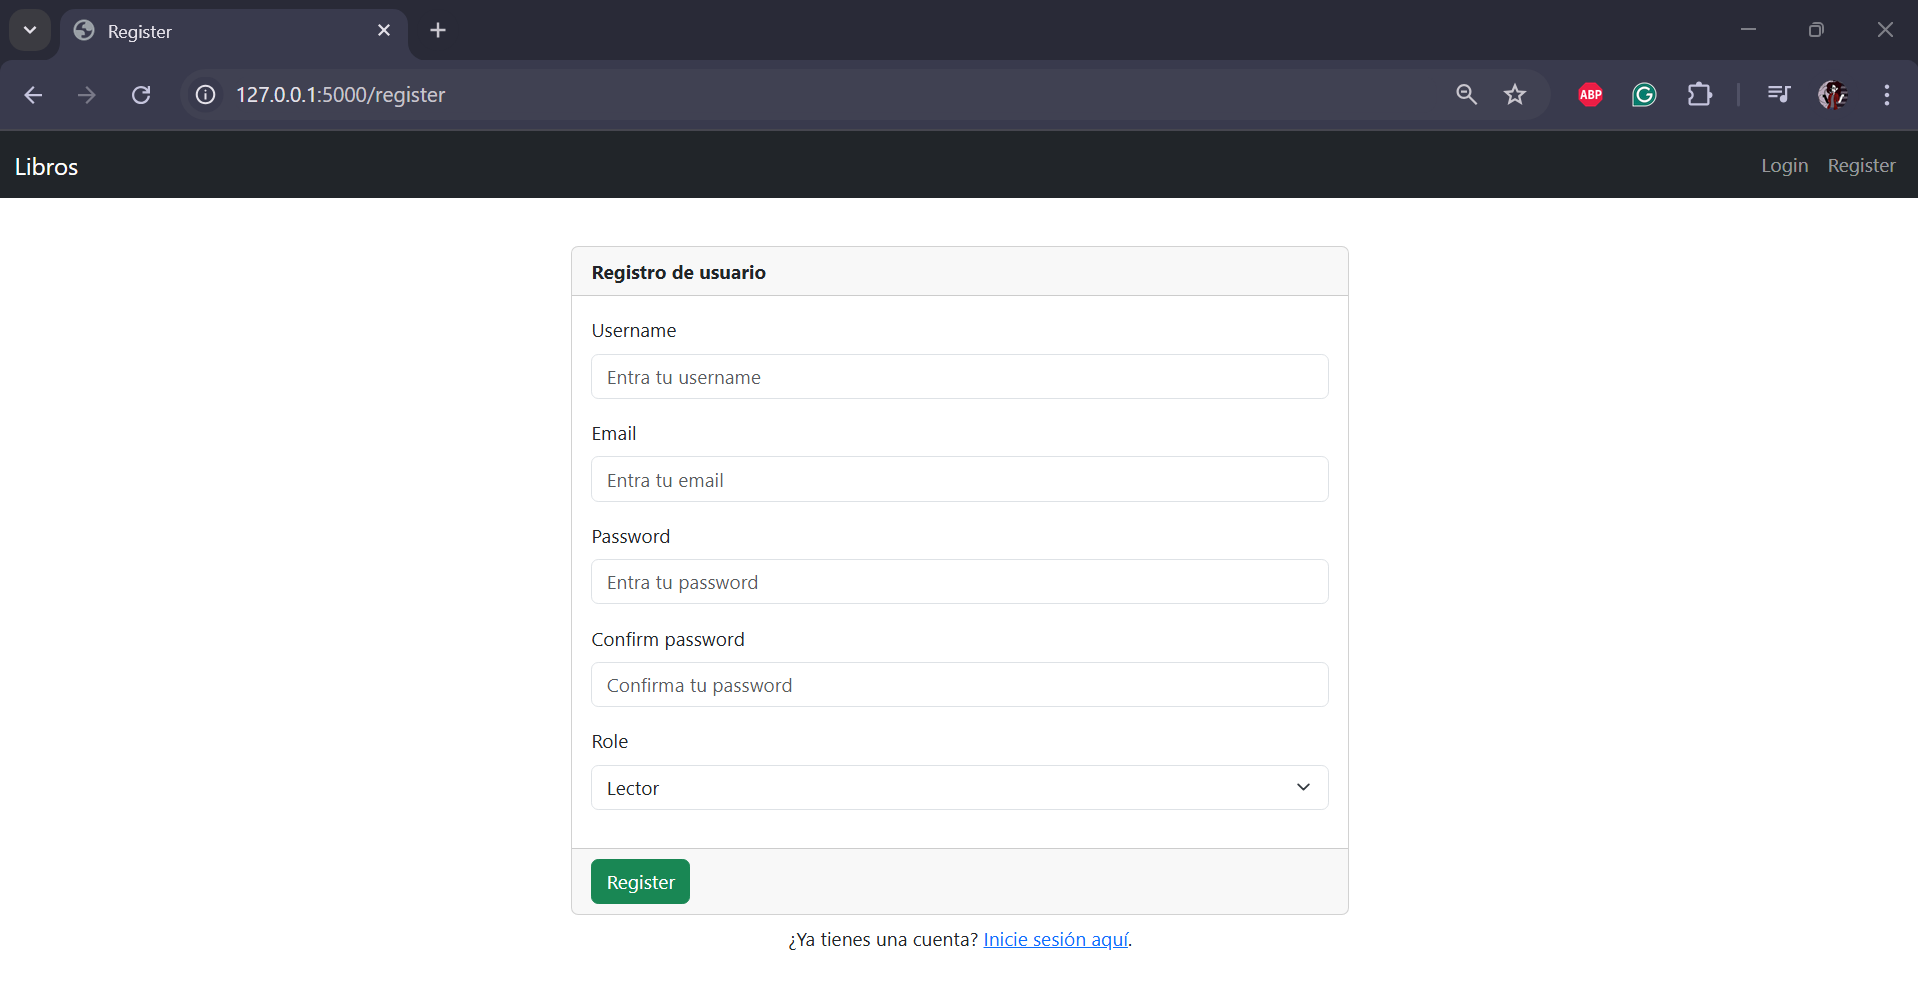 Register
127.0.0.1:5000/register
ABP
Libros
Login
Register
Registro de usuario
Username
Entra tu username
Email
Entra tu email
Password
Entra tu password
Confirm password
Confirma tu password
Role
Lector
Register
¿Ya tienes una cuenta? Inicie sesión aquí.